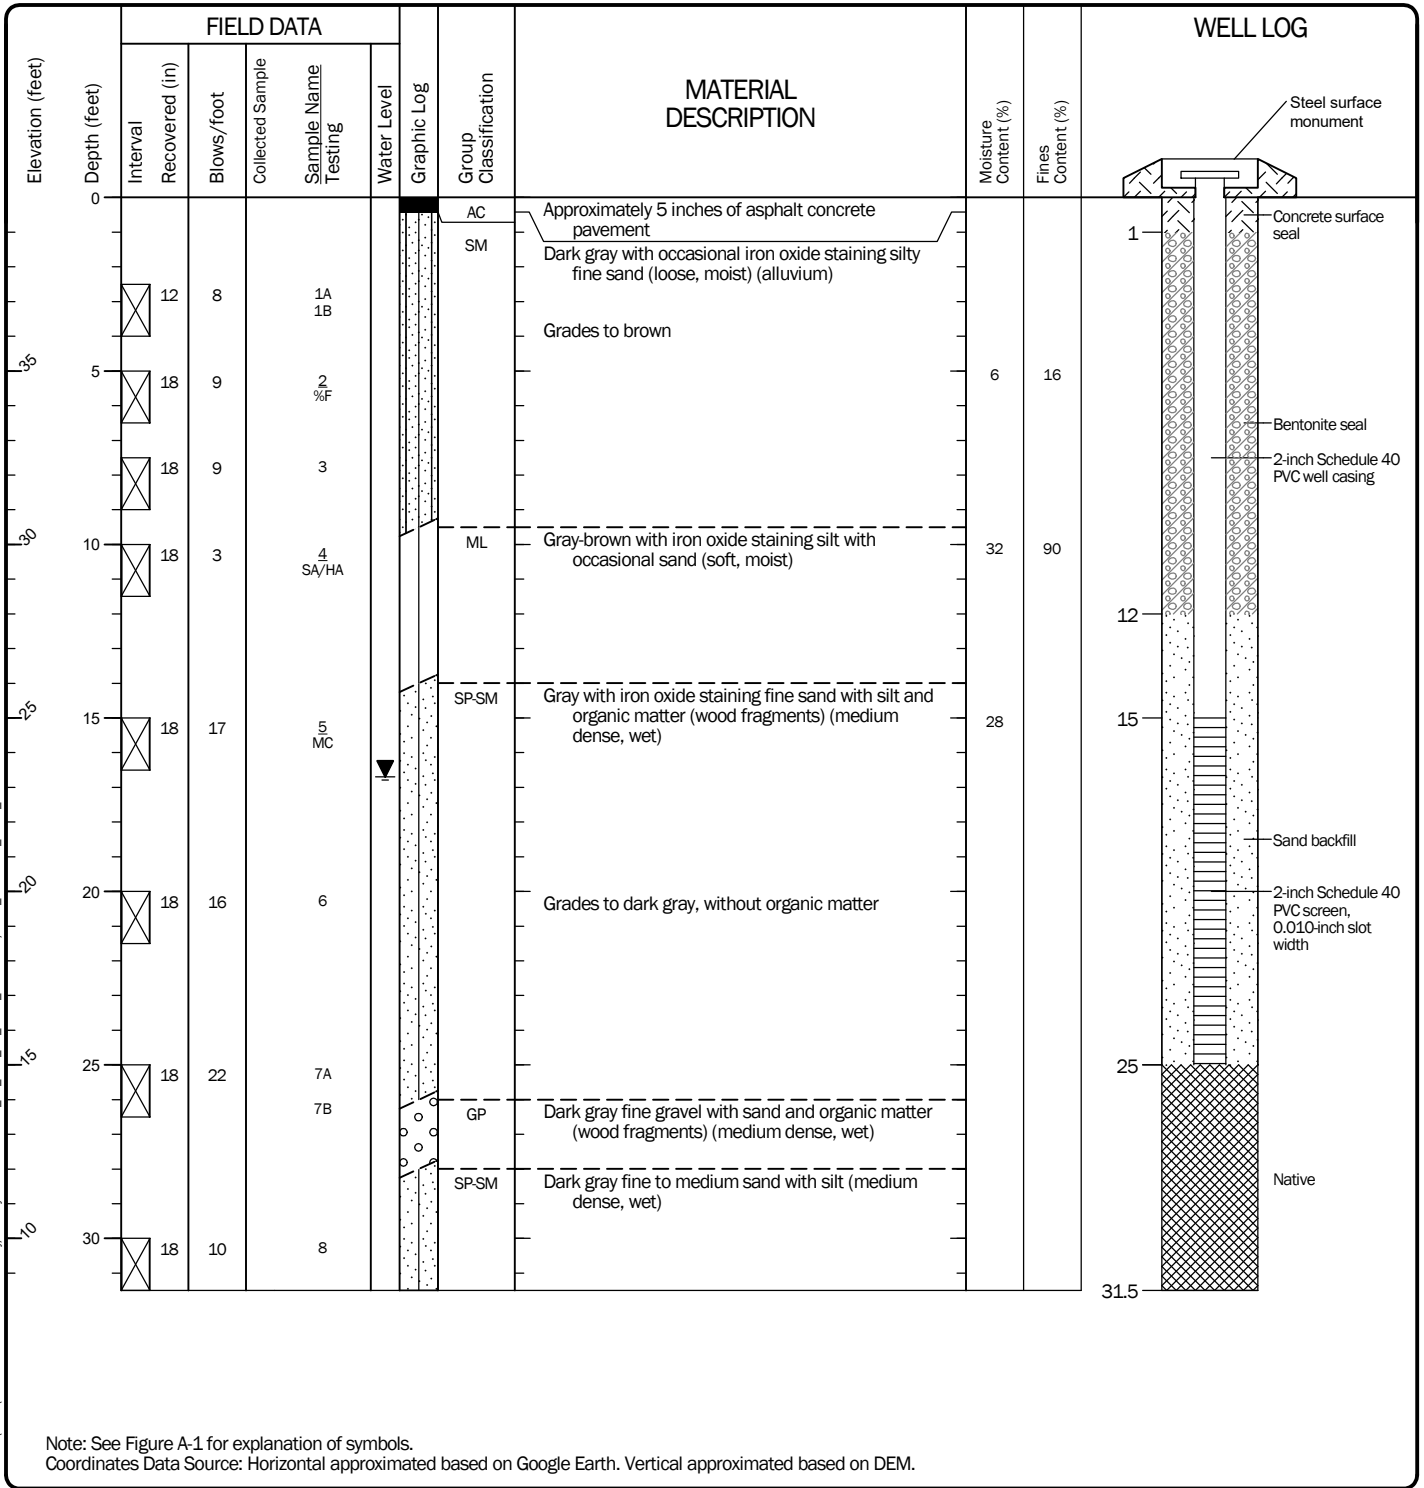 FIELD DATA
WELL LOG
Elevation (feet)
Depth (feet)
Interval
Recovered (in)
Blows/foot
Collected Sample
Sample Name
Testing
Water Level
Graphic Log
Group
Classification
MATERIAL
DESCRIPTION
Moisture
Content (%)
Fines
Content (%)
Steel surface
monument
0
AC
Approximately 5 inches of asphalt concrete
pavement
Concrete surface
seal
1
SM
Dark gray with occasional iron oxide staining silty
fine sand (loose, moist) (alluvium)
12 8 1A
1B
Grades to brown
35 5 18 9 2
%F
6 16
Bentonite seal
2-inch Schedule 40
PVC well casing
18 9 3
30 10 18 3 4
SA/HA
ML
Gray-brown with iron oxide staining silt with
occasional sand (soft, moist)
32 90
12
SP-SM
Gray with iron oxide staining fine sand with silt and
organic matter (wood fragments) (medium
dense, wet)
25 15 18 17 5
MC
28
15
Sand backfill
20 20 18 16 6
Grades to dark gray, without organic matter
2-inch Schedule 40
PVC screen,
0.010-inch slot
width
15 25 18 22 7A
7B
25
GP
Dark gray fine gravel with sand and organic matter
(wood fragments) (medium dense, wet)
SP-SM
Dark gray fine to medium sand with silt (medium
dense, wet)
Native
10 30 18 10 8
31.5
Note: See Figure A-1 for explanation of symbols.
Coordinates Data Source: Horizontal approximated based on Google Earth. Vertical approximated based on DEM.